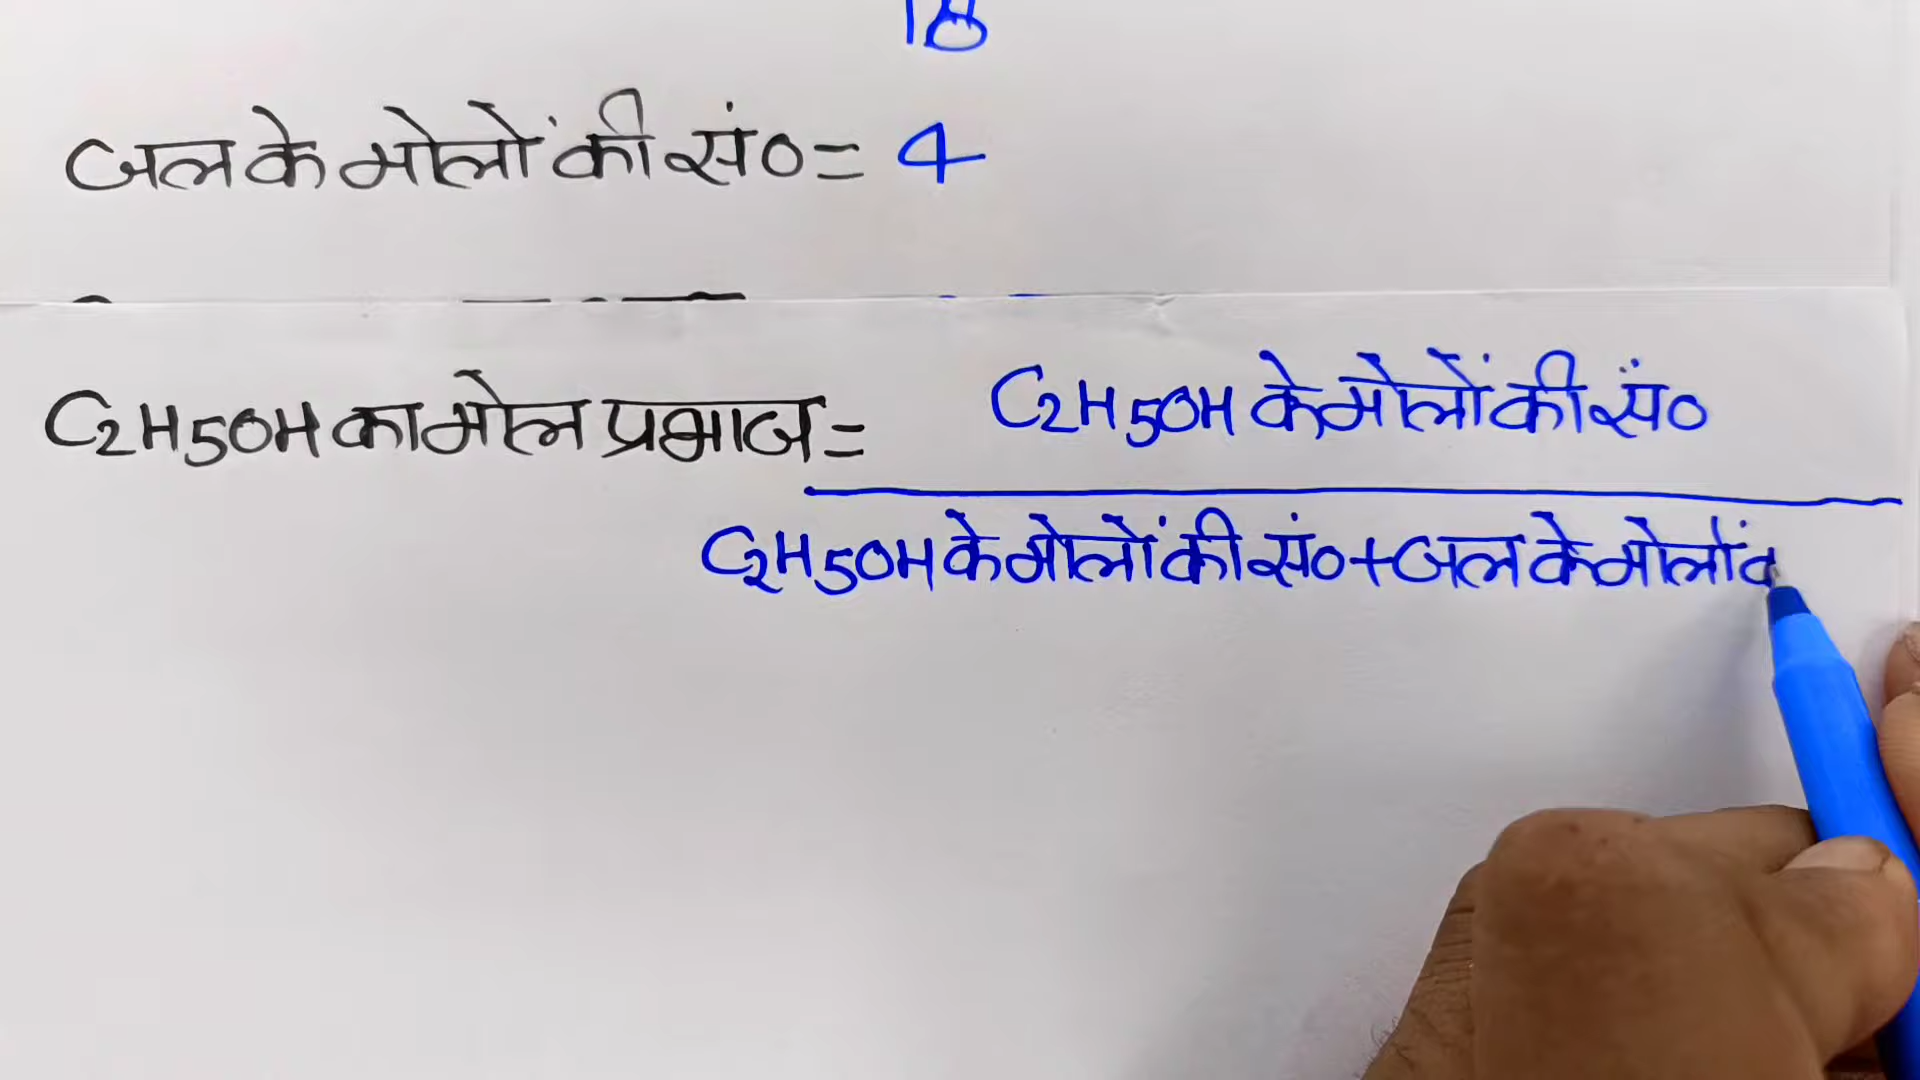 18
जल के मोलों की सं० = 4
C2H5OH के मोलों की सं०
C2H5OH का मोल प्रभाज =
C2H5OH के मोलों की सं० + जल के मोलों